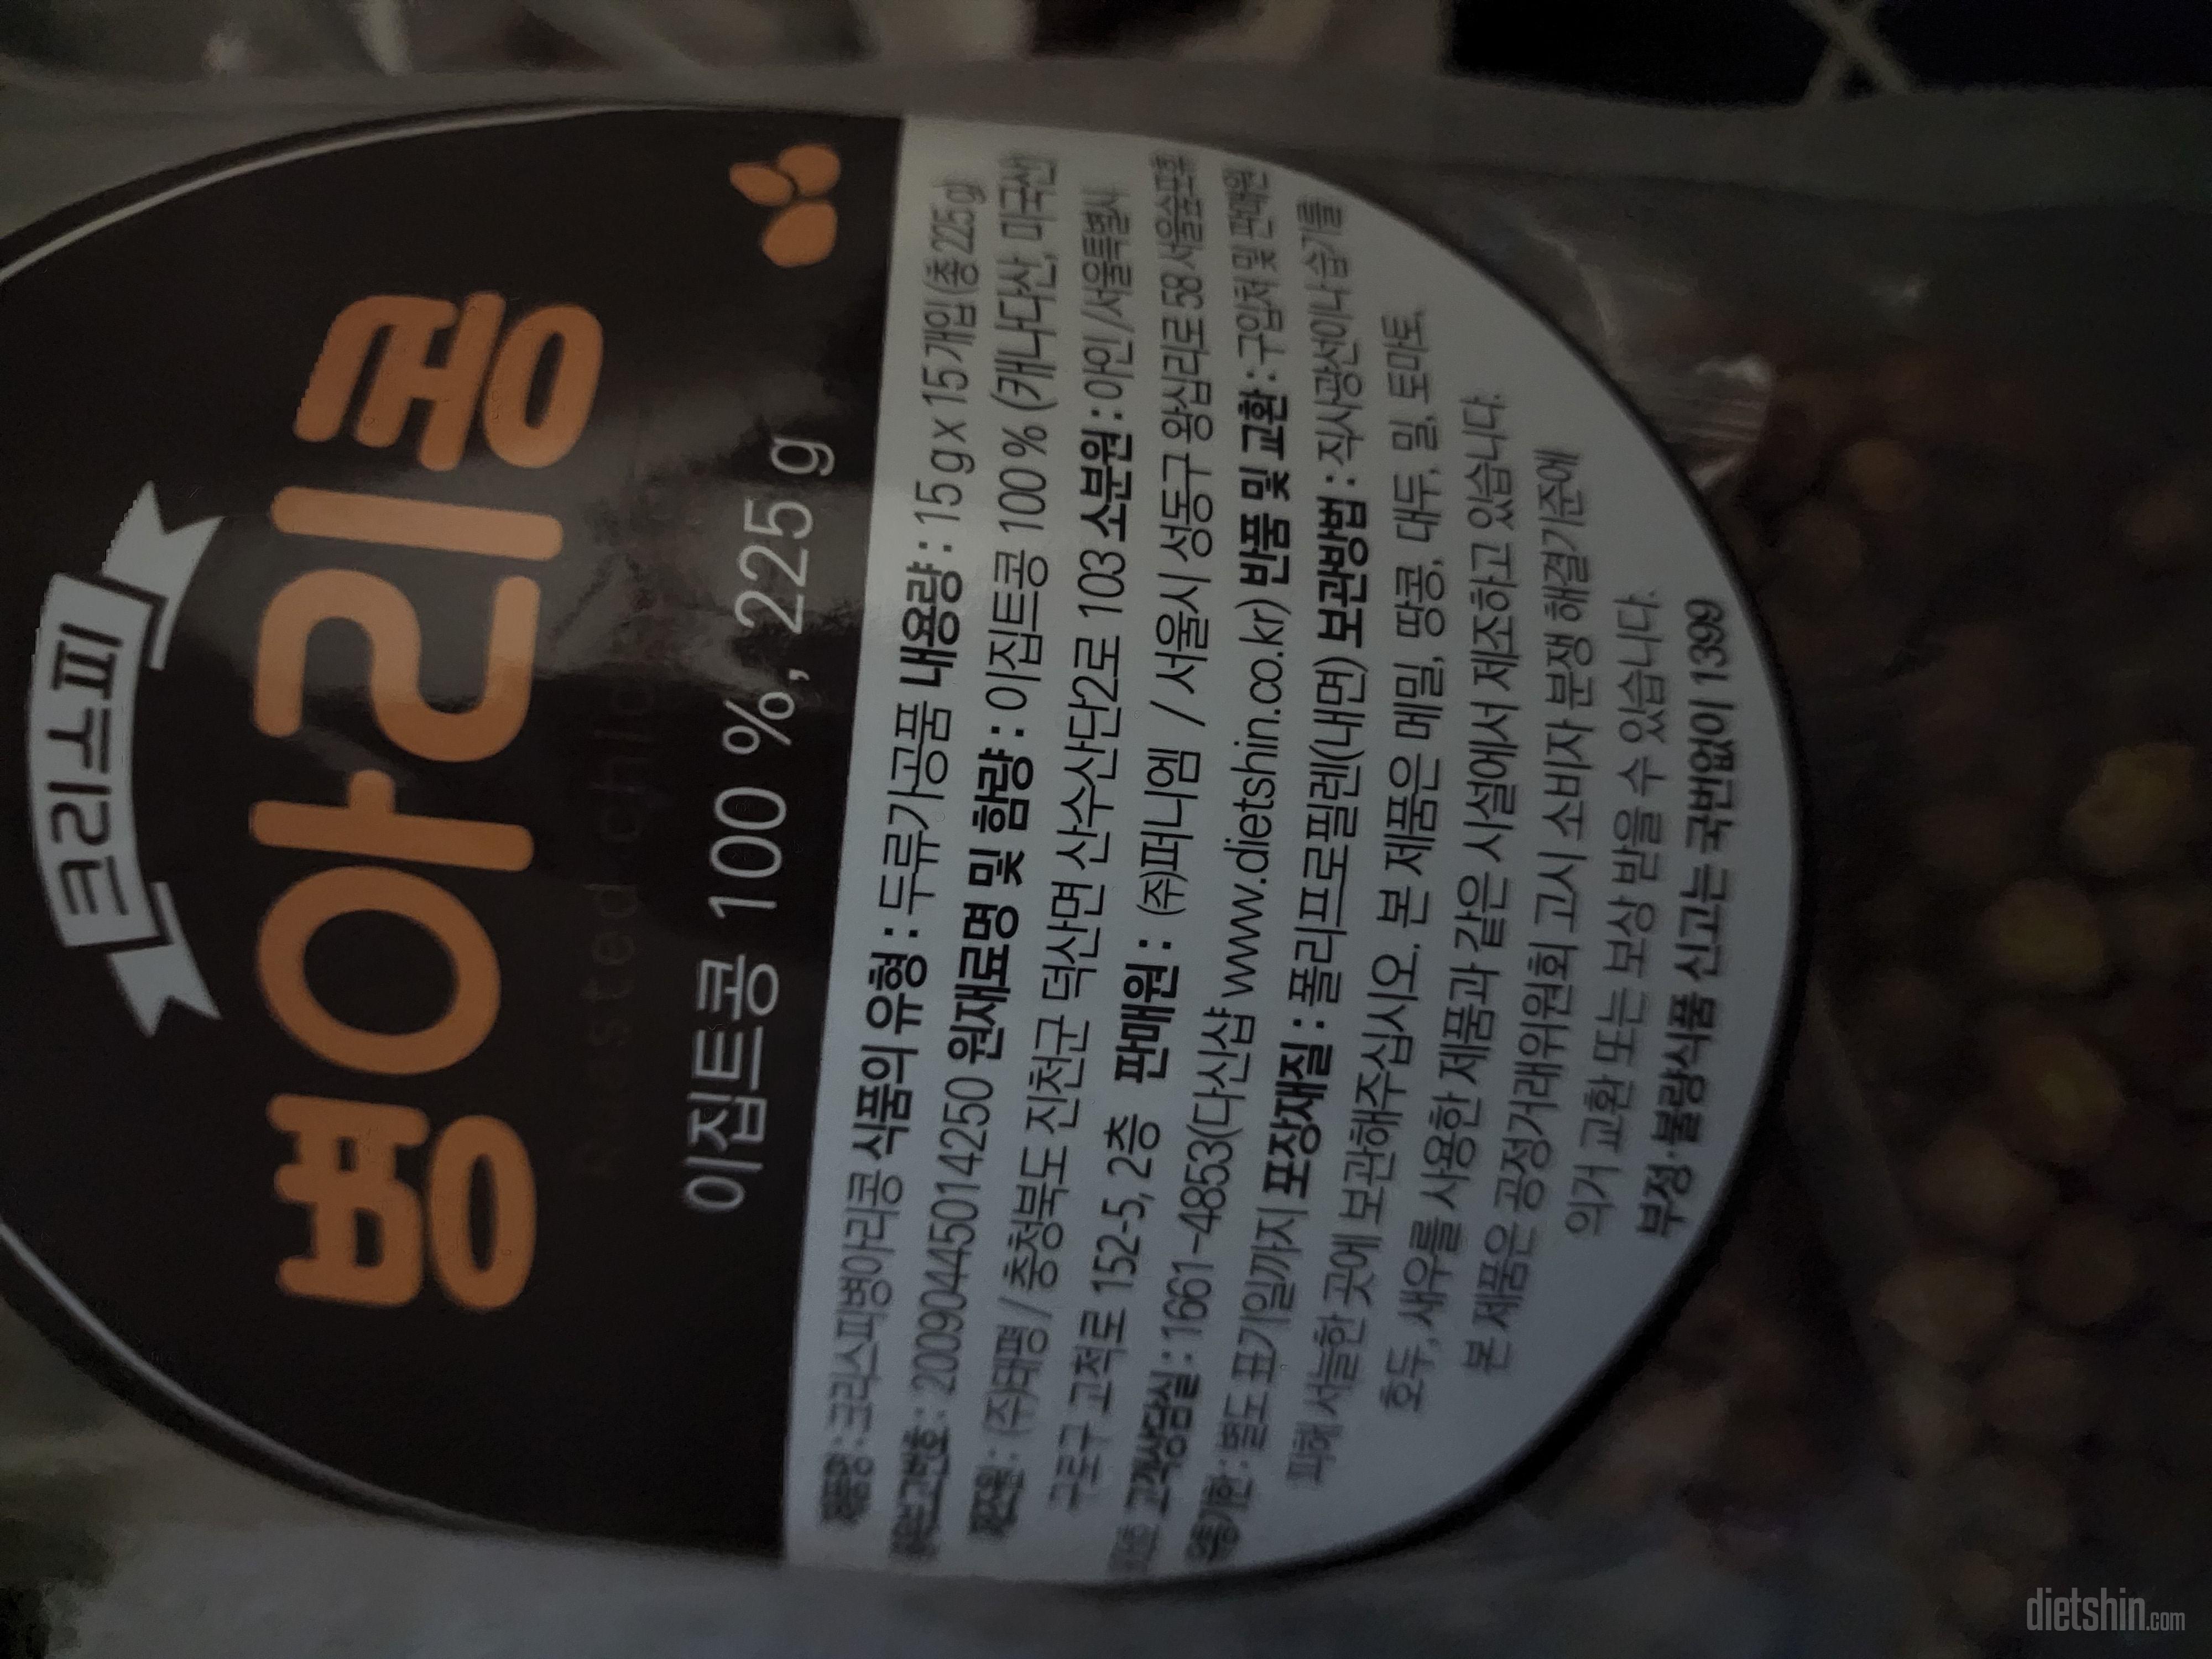 크리스피
병아리콩
Roasted chic
이집트콩 100 %, 225 g
제품명 : 크리스피병아리콩 식품의 유형 : 두류가공품 내용량 : 15 g x 15개입 (총 225 g)
품목보고번호 : 20090445014250 원재료명 및 함량 : 이집트콩 100 % (캐나다산, 미국산)
제조원 : (주)태평 / 충청북도 진천군 덕산면 산수산단2로 103 소분원 : 아인 / 서울특별시
구로구 고척로 152-5, 2층 판매원 : (주)퍼니엠 / 서울시 성동구 왕십리로 58 서울숲포휴
고객상담실 : 1661-4853(다신샵 www.dietshin.co.kr) 반품 및 교환 : 구입처 및 판매원
유통기한 : 별도 표기일까지 포장재질 : 폴리프로필렌(내면) 보관방법 : 직사광선이나 습기를
피해 서늘한 곳에 보관해주십시오. 본 제품은 메밀, 땅콩, 대두, 밀, 토마토,
호두, 새우를 사용한 제품과 같은 시설에서 제조하고 있습니다.
본 제품은 공정거래위원회 고시 소비자 분쟁 해결기준에
의거 교환 또는 보상 받을 수 있습니다.
부정·불량식품 신고는 국번없이 1399
dietshin.com